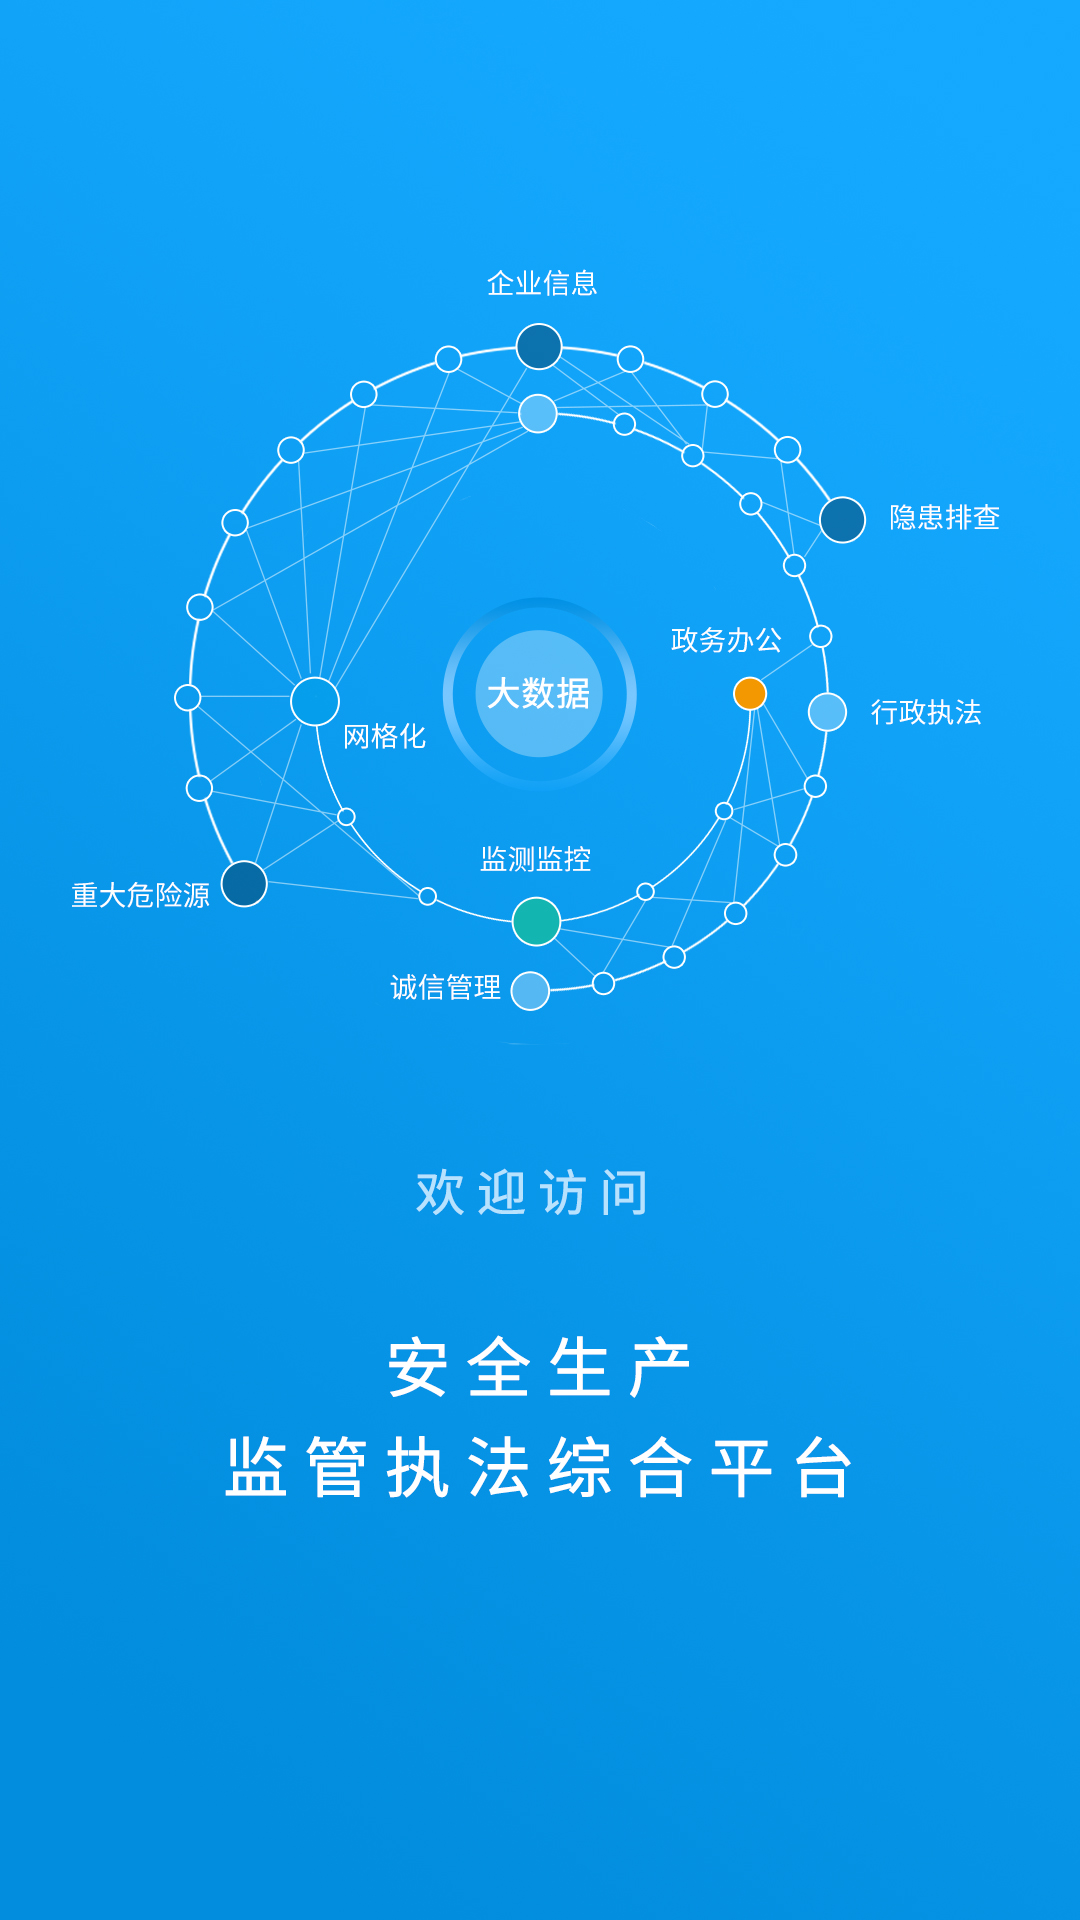 企业信息
隐患排查
政务办公
大数据
行政执法
网格化
监测监控
重大危险源
诚信管理
欢迎访问
安全生产
监管执法综合平台